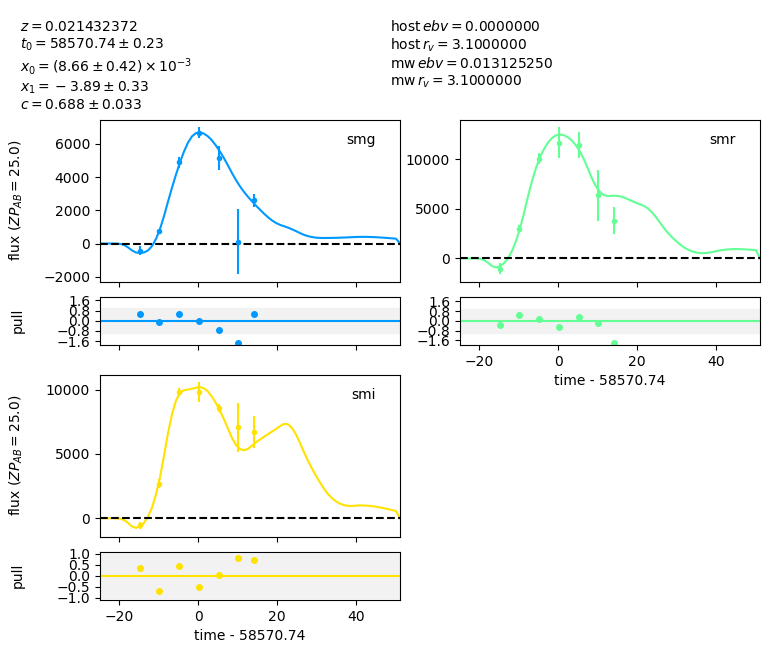 z = 0.021432372
t₀ = 58570.74 ± 0.23
x₀ = (8.66 ± 0.42) × 10⁻³
x₁ = −3.89 ± 0.33
c = 0.688 ± 0.033
host ebv = 0.0000000
host r_v = 3.1000000
mw ebv = 0.013125250
mw r_v = 3.1000000
flux (ZP_AB = 25.0)
6000
4000
2000
0
−2000
smg
10000
5000
0
smr
pull
1.6
0.8
0.0
−0.8
−1.6
1.6
0.8
0.0
−0.8
−1.6
−20 0 20 40
time - 58570.74
flux (ZP_AB = 25.0)
10000
5000
0
smi
pull
1.0
0.5
0.0
−0.5
−1.0
−20 0 20 40
time - 58570.74